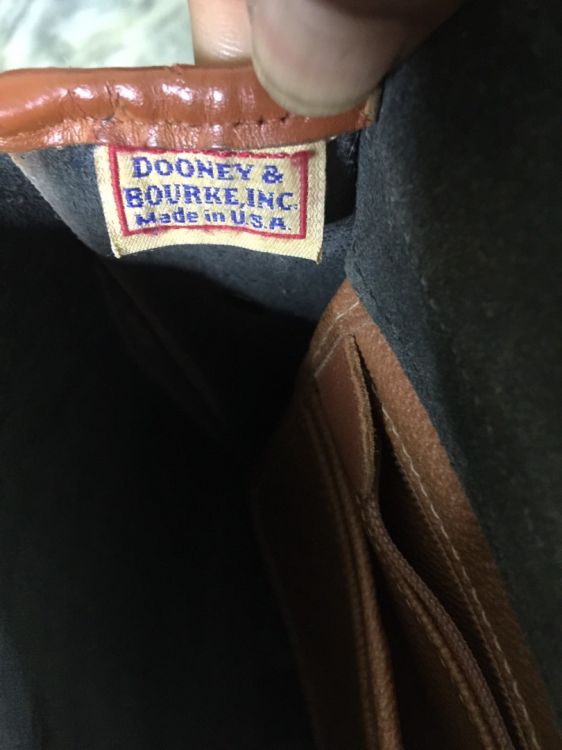 DOONEY &
BOURKE, INC.
Made in U.S.A.